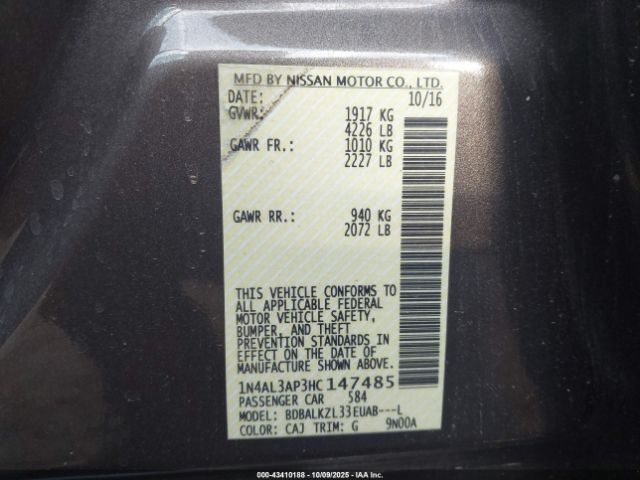 MFD BY NISSAN MOTOR CO., LTD.
DATE: 10/16
GVWR: 1917 KG
4226 LB
GAWR FR.: 1010 KG
2227 LB
GAWR RR.: 940 KG
2072 LB
THIS VEHICLE CONFORMS TO
ALL APPLICABLE FEDERAL
MOTOR VEHICLE SAFETY,
BUMPER, AND THEFT
PREVENTION STANDARDS IN
EFFECT ON THE DATE OF
MANUFACTURE SHOWN ABOVE.
1N4AL3AP3HC147485
PASSENGER CAR 584
MODEL: BDBALKZL33EUAB---L
COLOR: CAJ TRIM: G 9N00A
000-43410188 - 10/09/2025 - IAAI.com